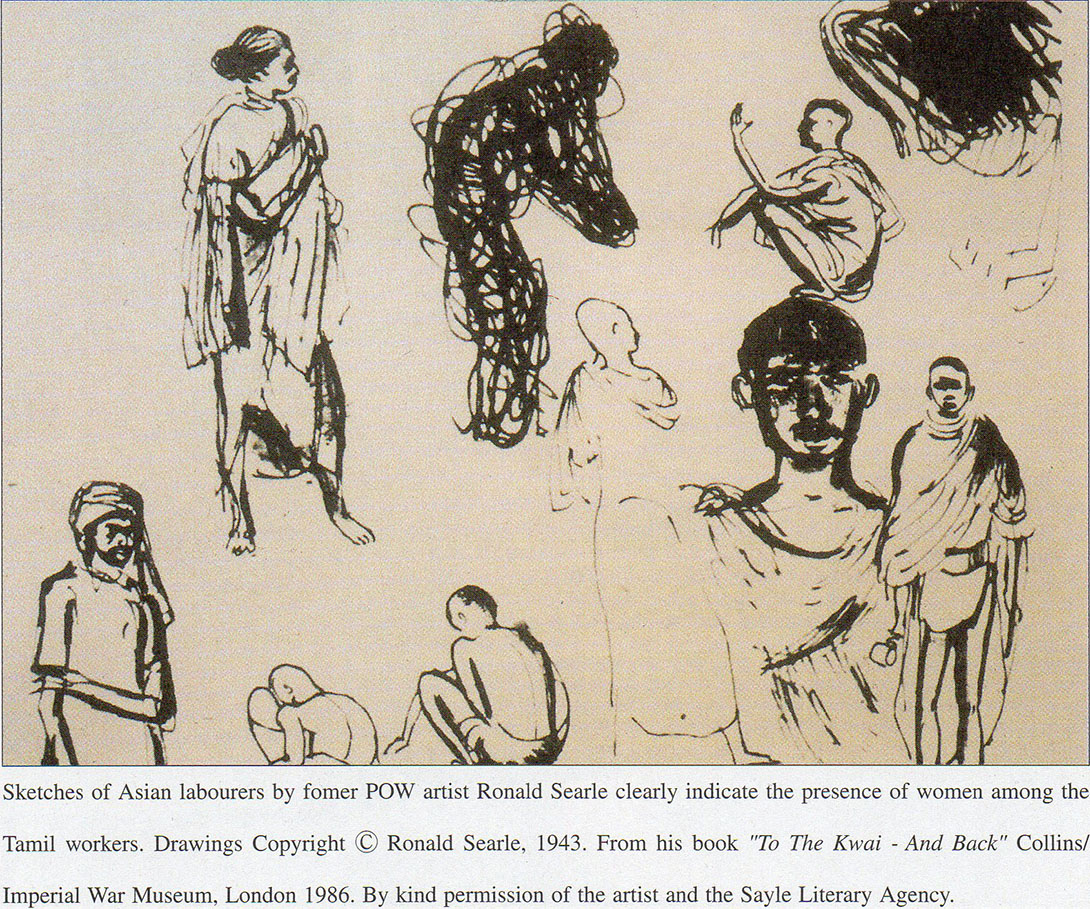 Sketches of Asian labourers by fomer POW artist Ronald Searle clearly indicate the presence of women among the
Tamil workers. Drawings Copyright © Ronald Searle, 1943. From his book "To The Kwai - And Back" Collins/
Imperial War Museum, London 1986. By kind permission of the artist and the Sayle Literary Agency.